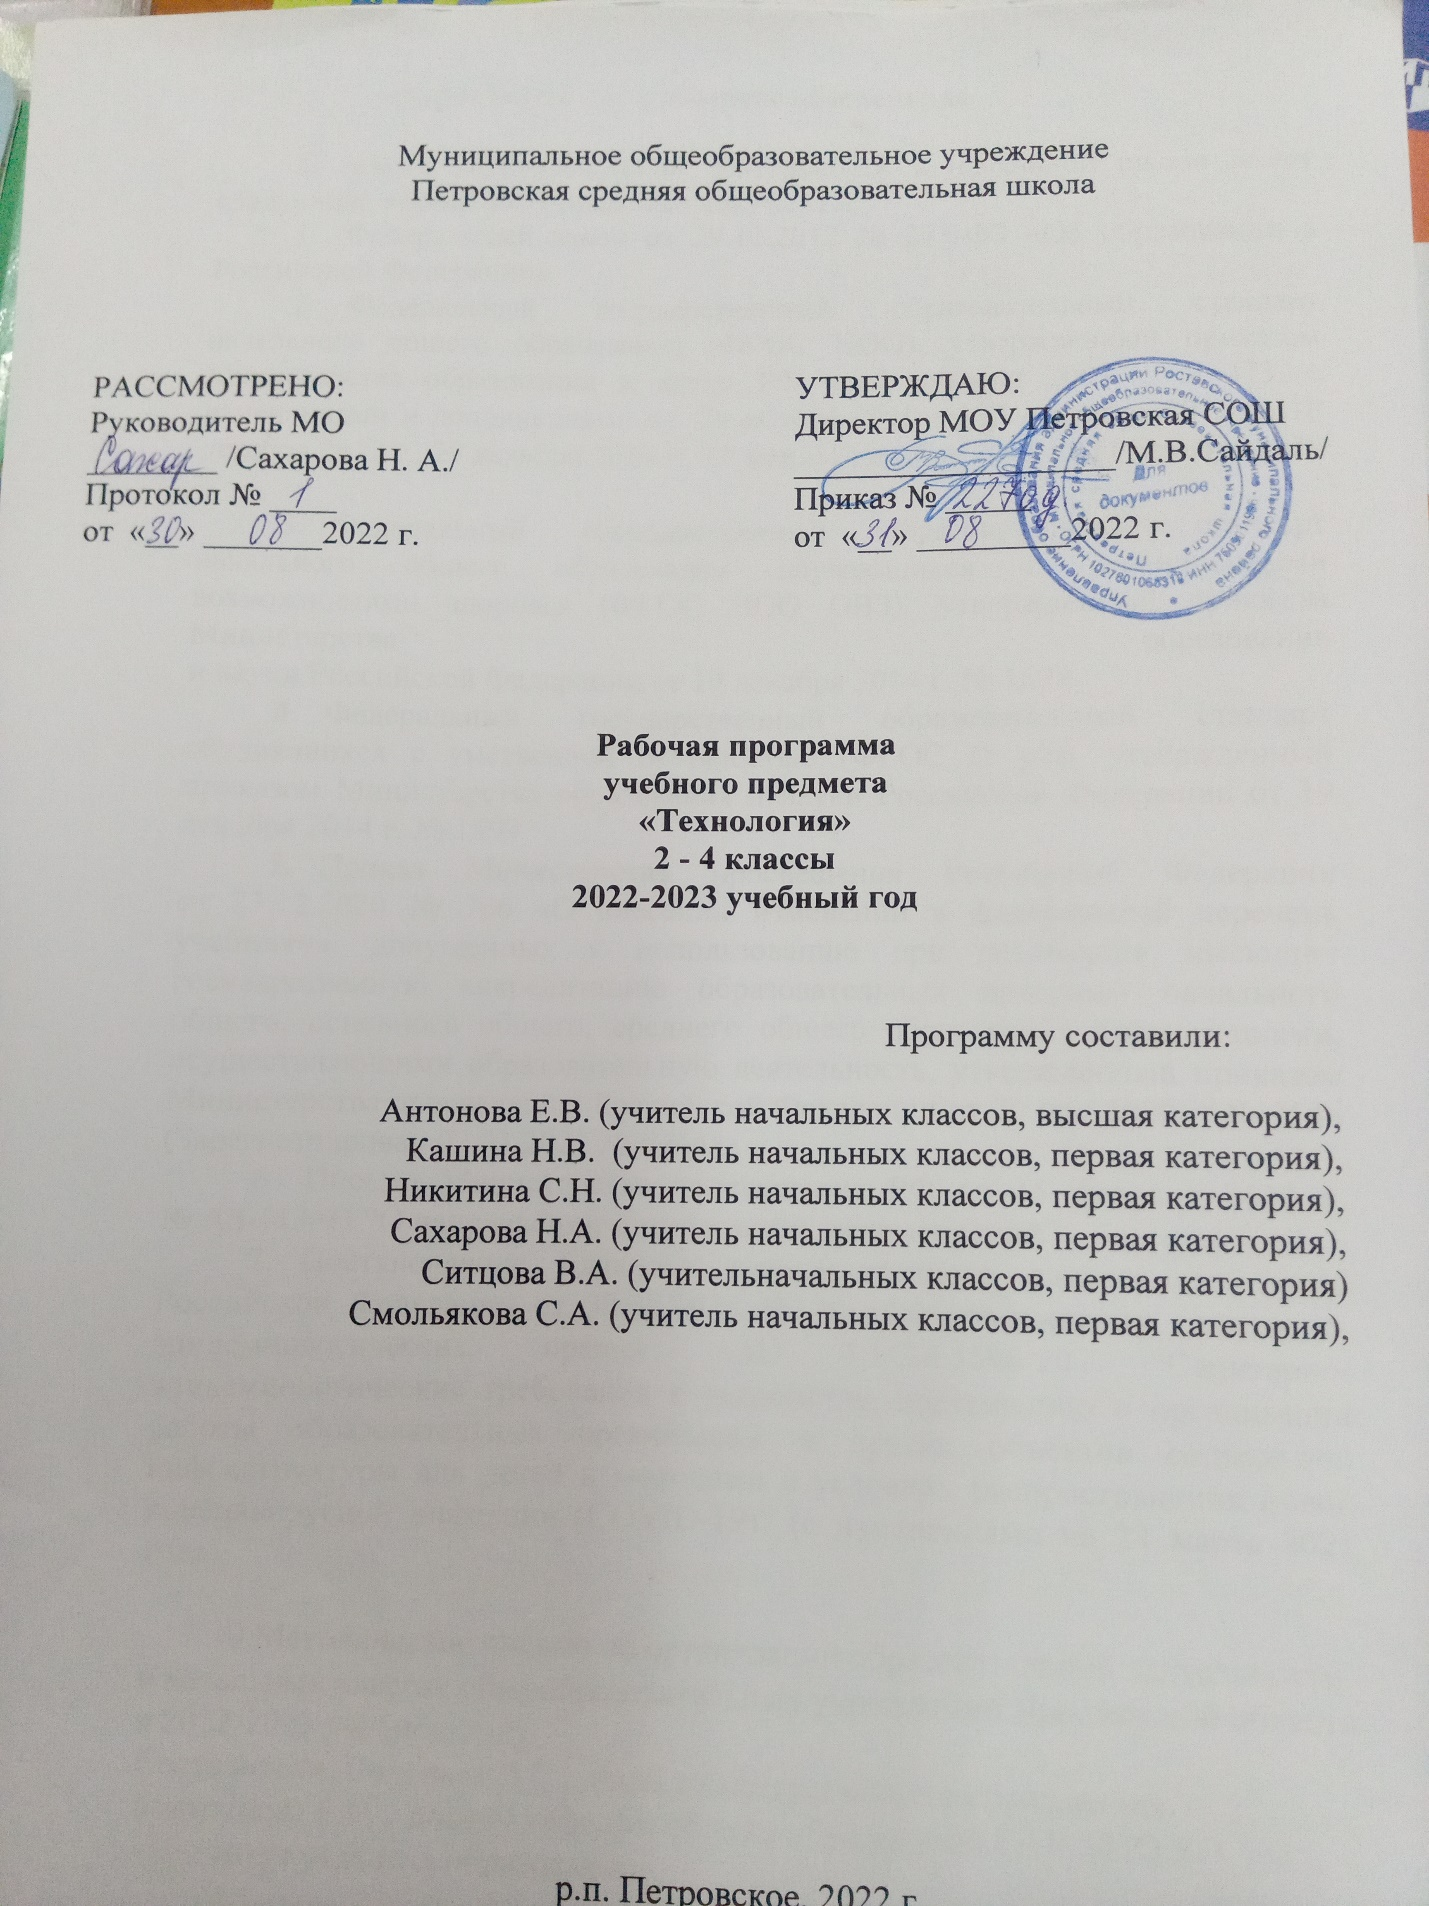 Муниципальное общеобразовательное учреждение
Петровская средняя общеобразовательная школа
РАССМОТРЕНО:
Руководитель МО
Сахар /Сахарова Н. А./
Протокол № 1
от «30» 08 2022 г.
УТВЕРЖДАЮ:
Директор МОУ Петровская СОШ
/М.В.Сайдаль/
Приказ № 227
от «31» 08 2022 г.
Для
документов
Рабочая программа
учебного предмета
«Технология»
2 - 4 классы
2022-2023 учебный год
Программу составили:
Антонова Е.В. (учитель начальных классов, высшая категория),
Кашина Н.В. (учитель начальных классов, первая категория),
Никитина С.Н. (учитель начальных классов, первая категория),
Сахарова Н.А. (учитель начальных классов, первая категория),
Ситцова В.А. (учительначальных классов, первая категория)
Смольякова С.А. (учитель начальных классов, первая категория),
р.п. Петровское, 2022 г